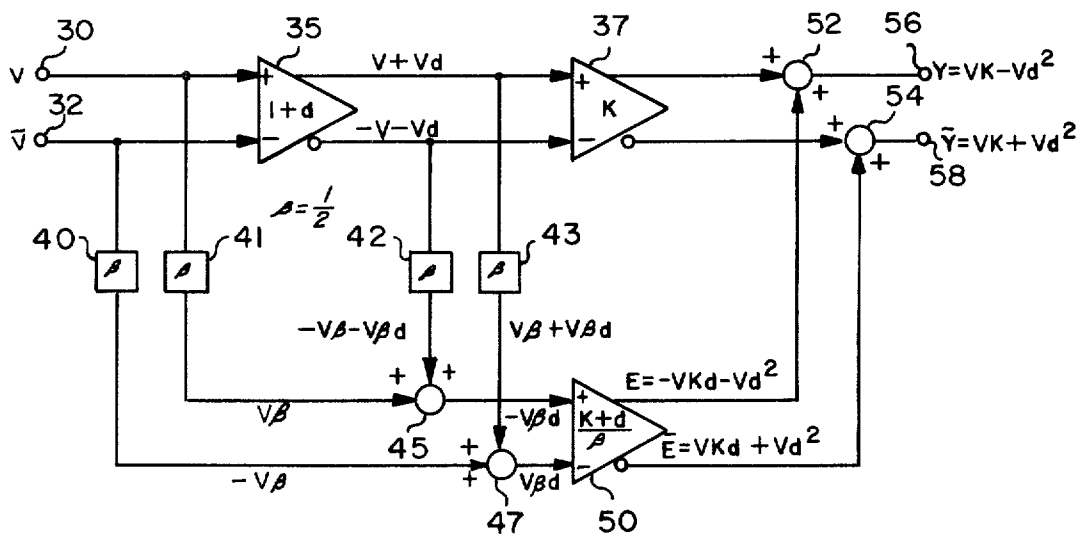 30
35
37
52
56
V
+
1+d
−
V+Vd
+
K
−
+
+
Y=VK−Vd²
32
V̄
−V−Vd
54
+
+
Ỹ=VK+Vd²
58
β=1/2
40
β
41
β
42
β
43
β
−Vβ−Vβd
Vβ+Vβd
+
+
E=−VKd−Vd²
Vβ
45
−Vβd
+
K+d
β
−
Ē=VKd+Vd²
+
+
−Vβ
47
Vβd
50